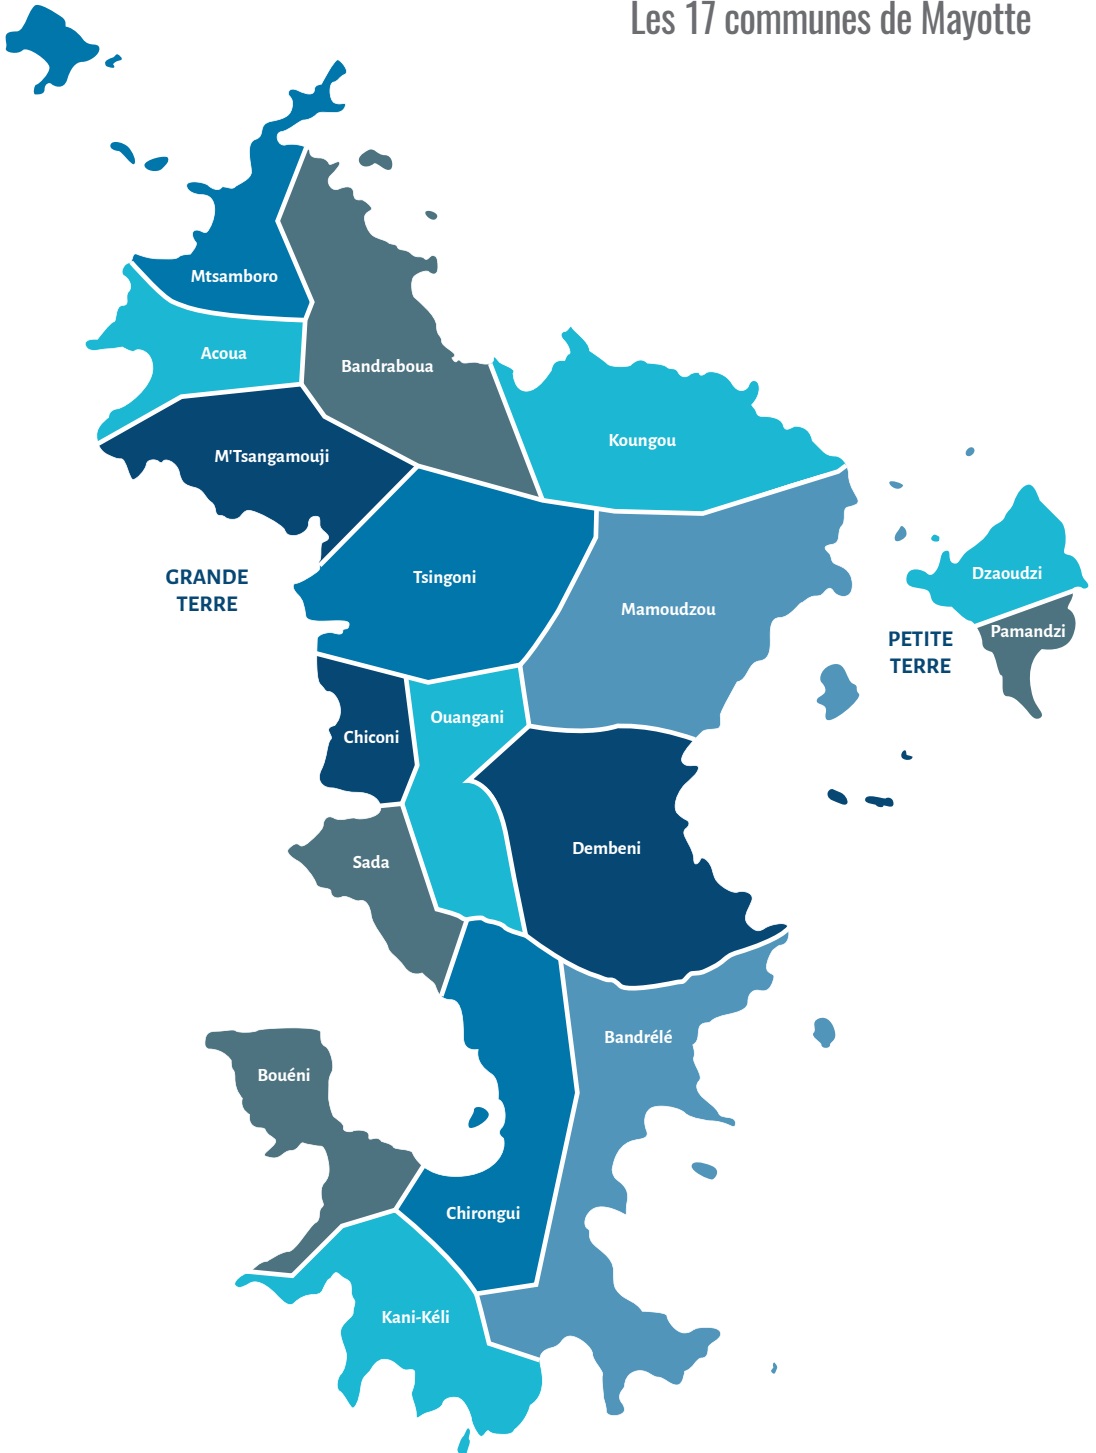 Les 17 communes de Mayotte
Mtsamboro
Acoua
Bandraboua
Koungou
M'Tsangamouji
GRANDE
TERRE
Tsingoni
Mamoudzou
Dzaoudzi
Pamandzi
PETITE
TERRE
Ouangani
Chiconi
Dembeni
Sada
Bandrélé
Bouéni
Chirongui
Kani-Kéli